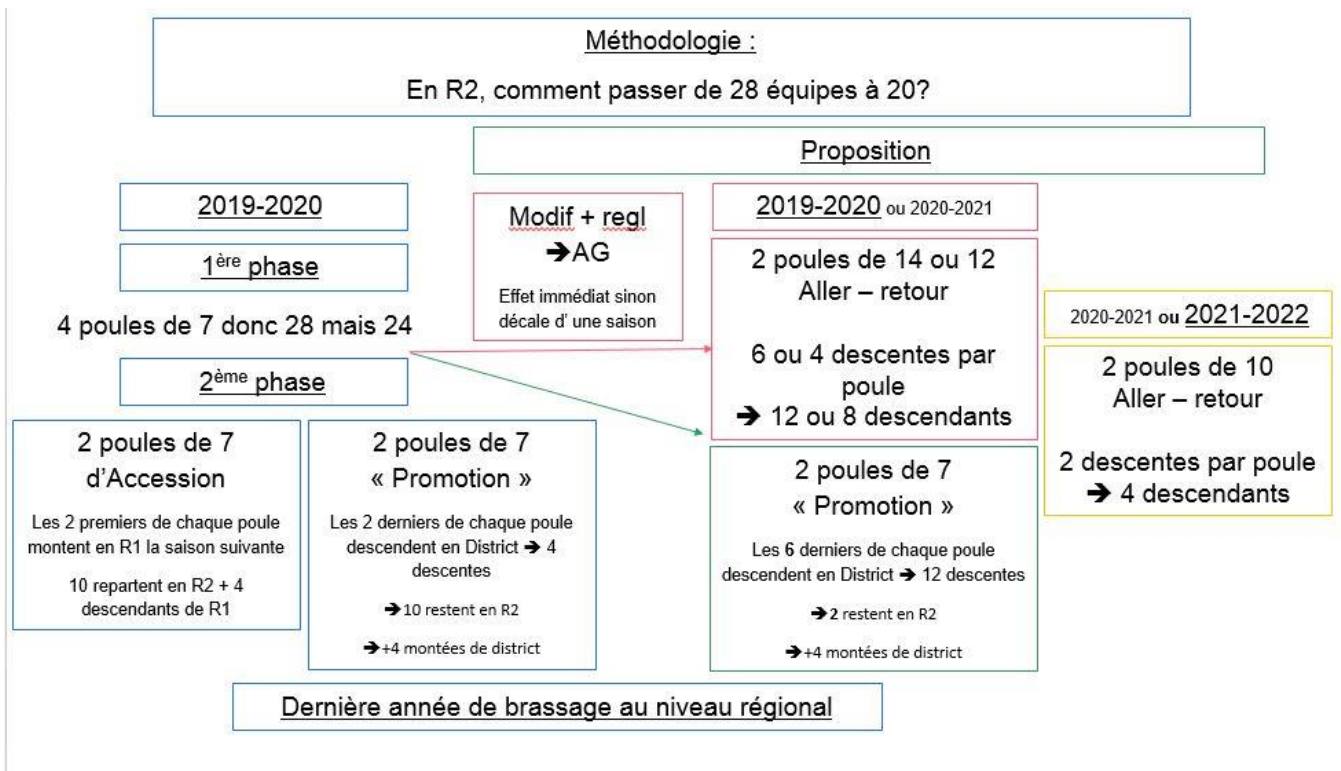 Méthodologie :
En R2, comment passer de 28 équipes à 20?
Proposition
2019-2020
1ère phase
4 poules de 7 donc 28 mais 24
2ème phase
2 poules de 7
d’Accession
Les 2 premiers de chaque poule
montent en R1 la saison suivante
10 repartent en R2 + 4
descendants de R1
2 poules de 7
« Promotion »
Les 2 derniers de chaque poule
descendent en District ➔ 4
descentes
➔10 restent en R2
➔+4 montées de district
Modif + regl
➔AG
Effet immédiat sinon
décale d’ une saison
2019-2020 ou 2020-2021
2 poules de 14 ou 12
Aller – retour
6 ou 4 descentes par
poule
➔ 12 ou 8 descendants
2 poules de 7
« Promotion »
Les 6 derniers de chaque poule
descendent en District ➔ 12 descentes
➔2 restent en R2
➔+4 montées de district
2020-2021 ou 2021-2022
2 poules de 10
Aller – retour
2 descentes par poule
➔ 4 descendants
Dernière année de brassage au niveau régional